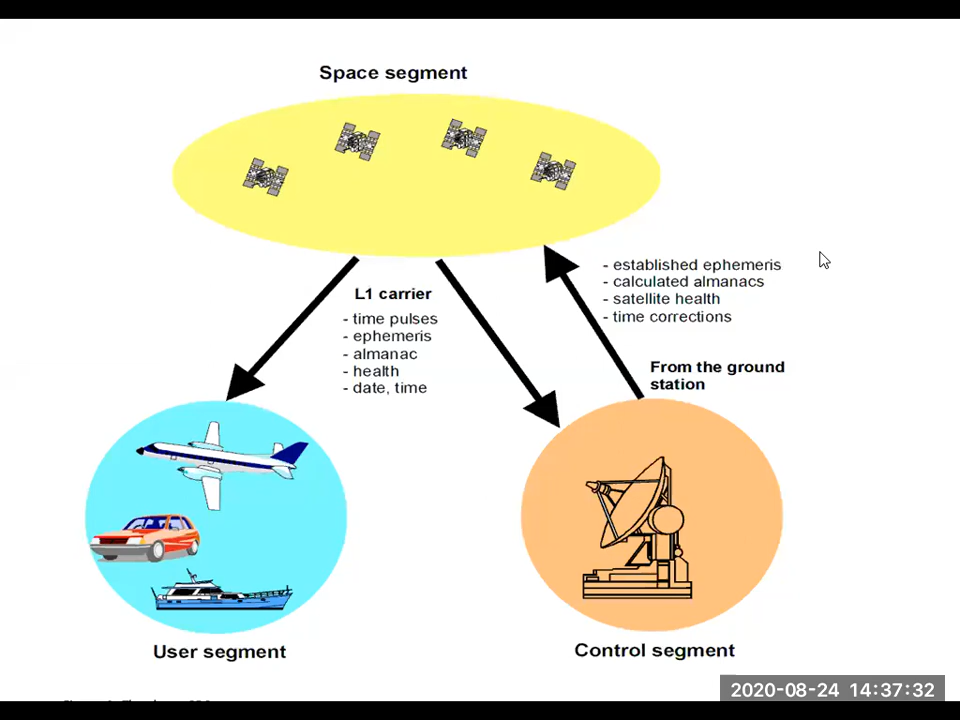 Space segment
L1 carrier
- time pulses
- ephemeris
- almanac
- health
- date, time
- established ephemeris
- calculated almanacs
- satellite health
- time corrections
From the ground
station
User segment
Control segment
2020-08-24 14:37:32